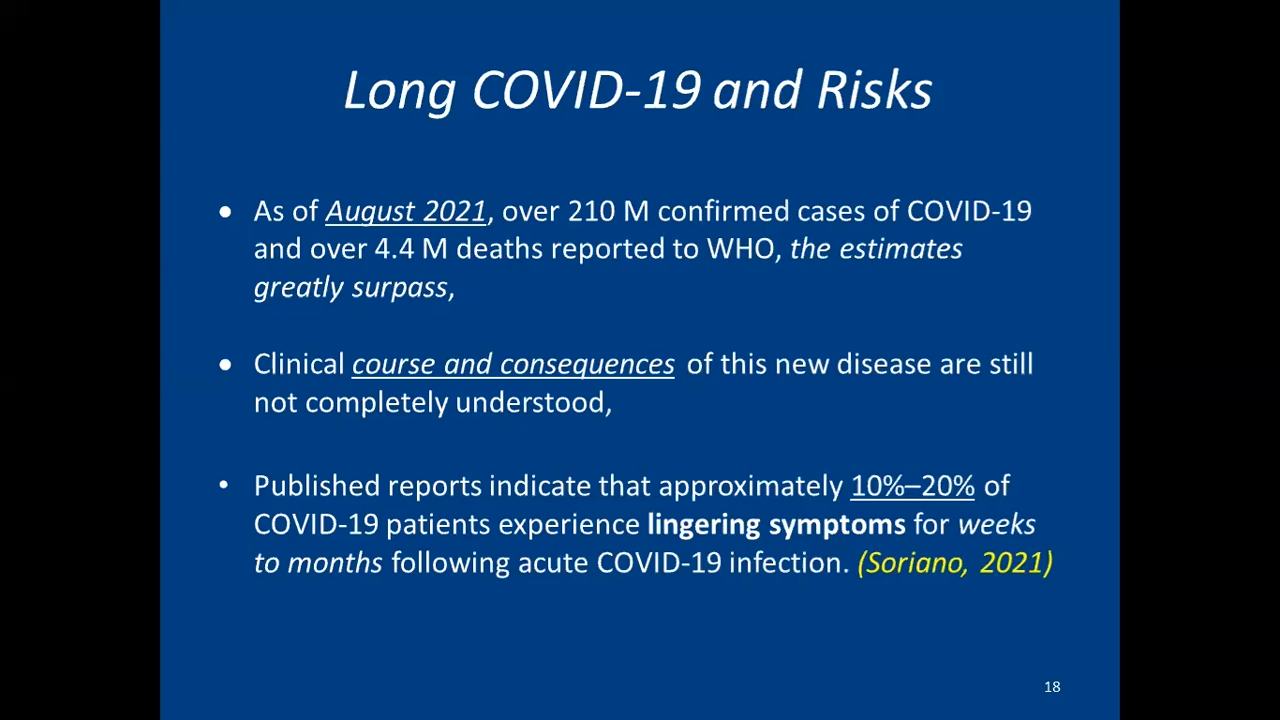 Long COVID-19 and Risks
• As of August 2021, over 210 M confirmed cases of COVID-19
and over 4.4 M deaths reported to WHO, the estimates
greatly surpass,
• Clinical course and consequences of this new disease are still
not completely understood,
• Published reports indicate that approximately 10%–20% of
COVID-19 patients experience lingering symptoms for weeks
to months following acute COVID-19 infection. (Soriano, 2021)
18